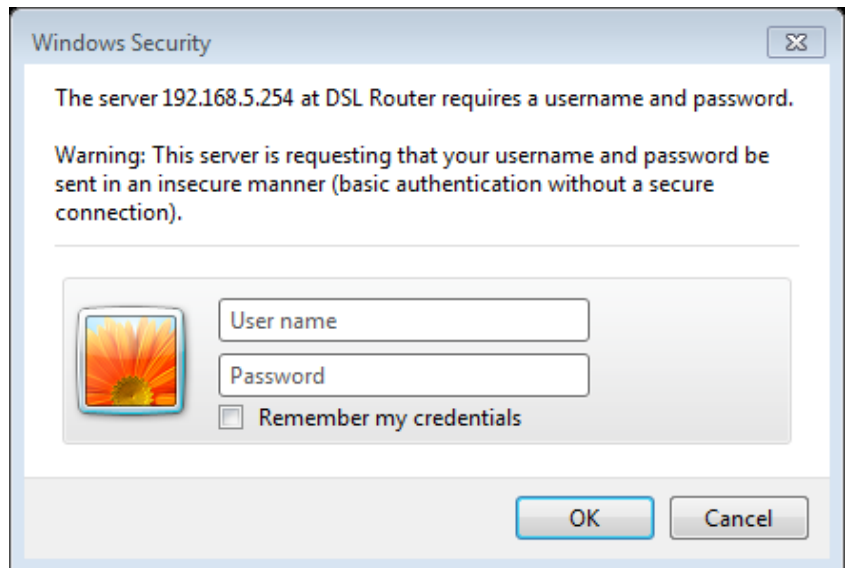 Windows Security
The server 192.168.5.254 at DSL Router requires a username and password.
Warning: This server is requesting that your username and password be
sent in an insecure manner (basic authentication without a secure
connection).
User name
Password
Remember my credentials
OK
Cancel